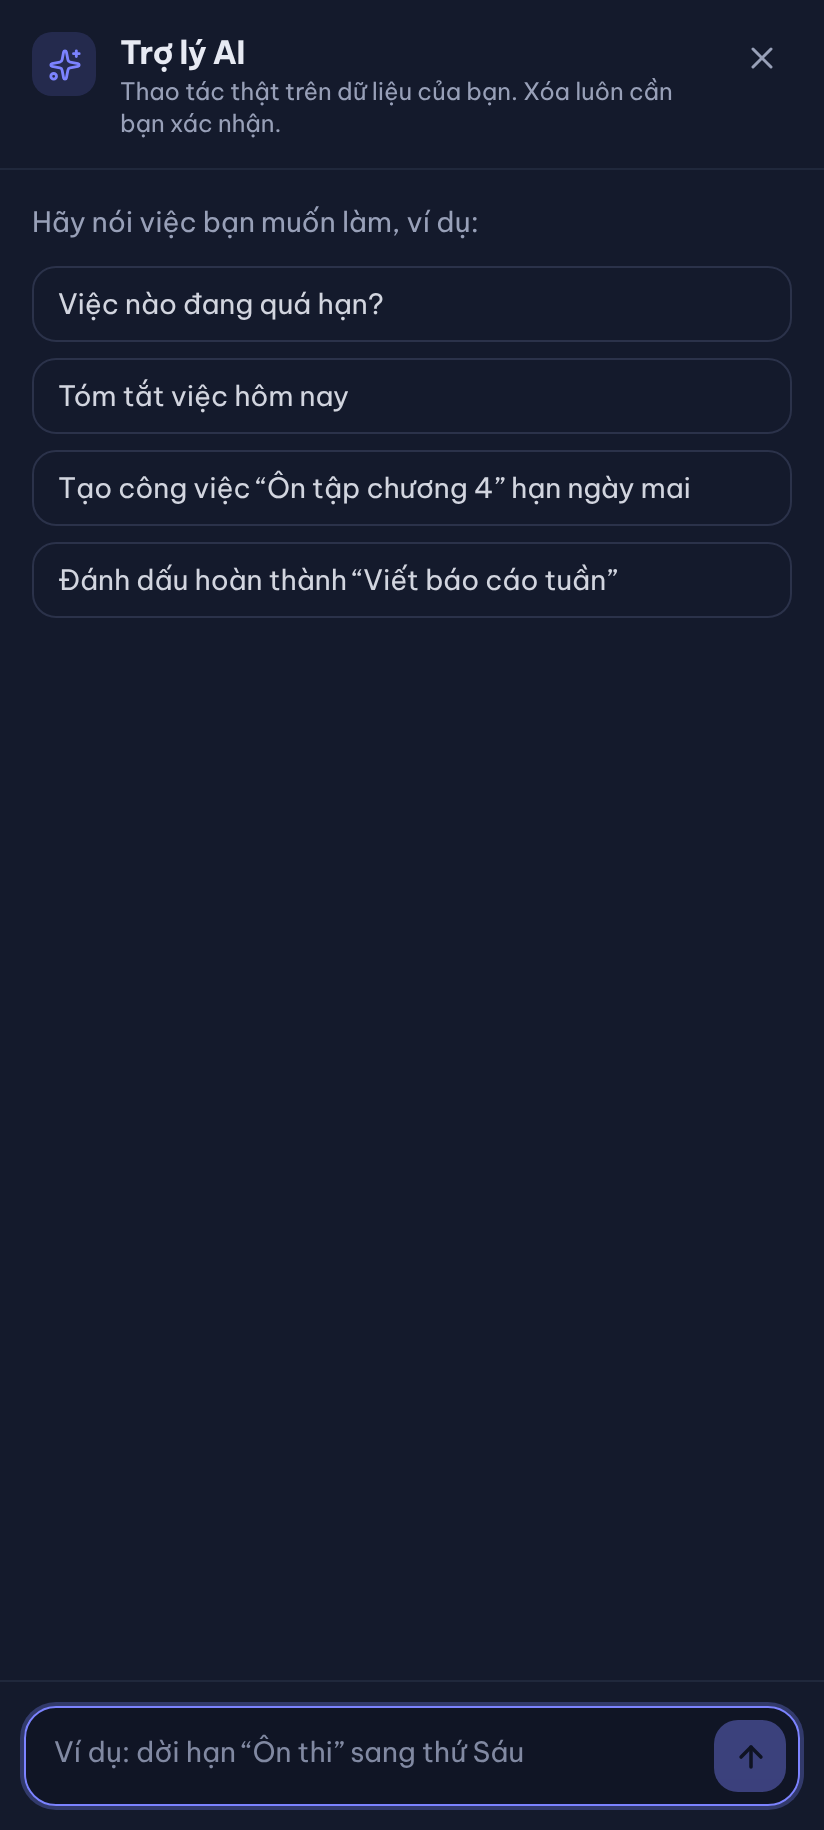 Trợ lý AI
Thao tác thật trên dữ liệu của bạn. Xóa luôn cần
bạn xác nhận.
Hãy nói việc bạn muốn làm, ví dụ:
Việc nào đang quá hạn?
Tóm tắt việc hôm nay
Tạo công việc “Ôn tập chương 4” hạn ngày mai
Đánh dấu hoàn thành “Viết báo cáo tuần”
Ví dụ: dời hạn “Ôn thi” sang thứ Sáu